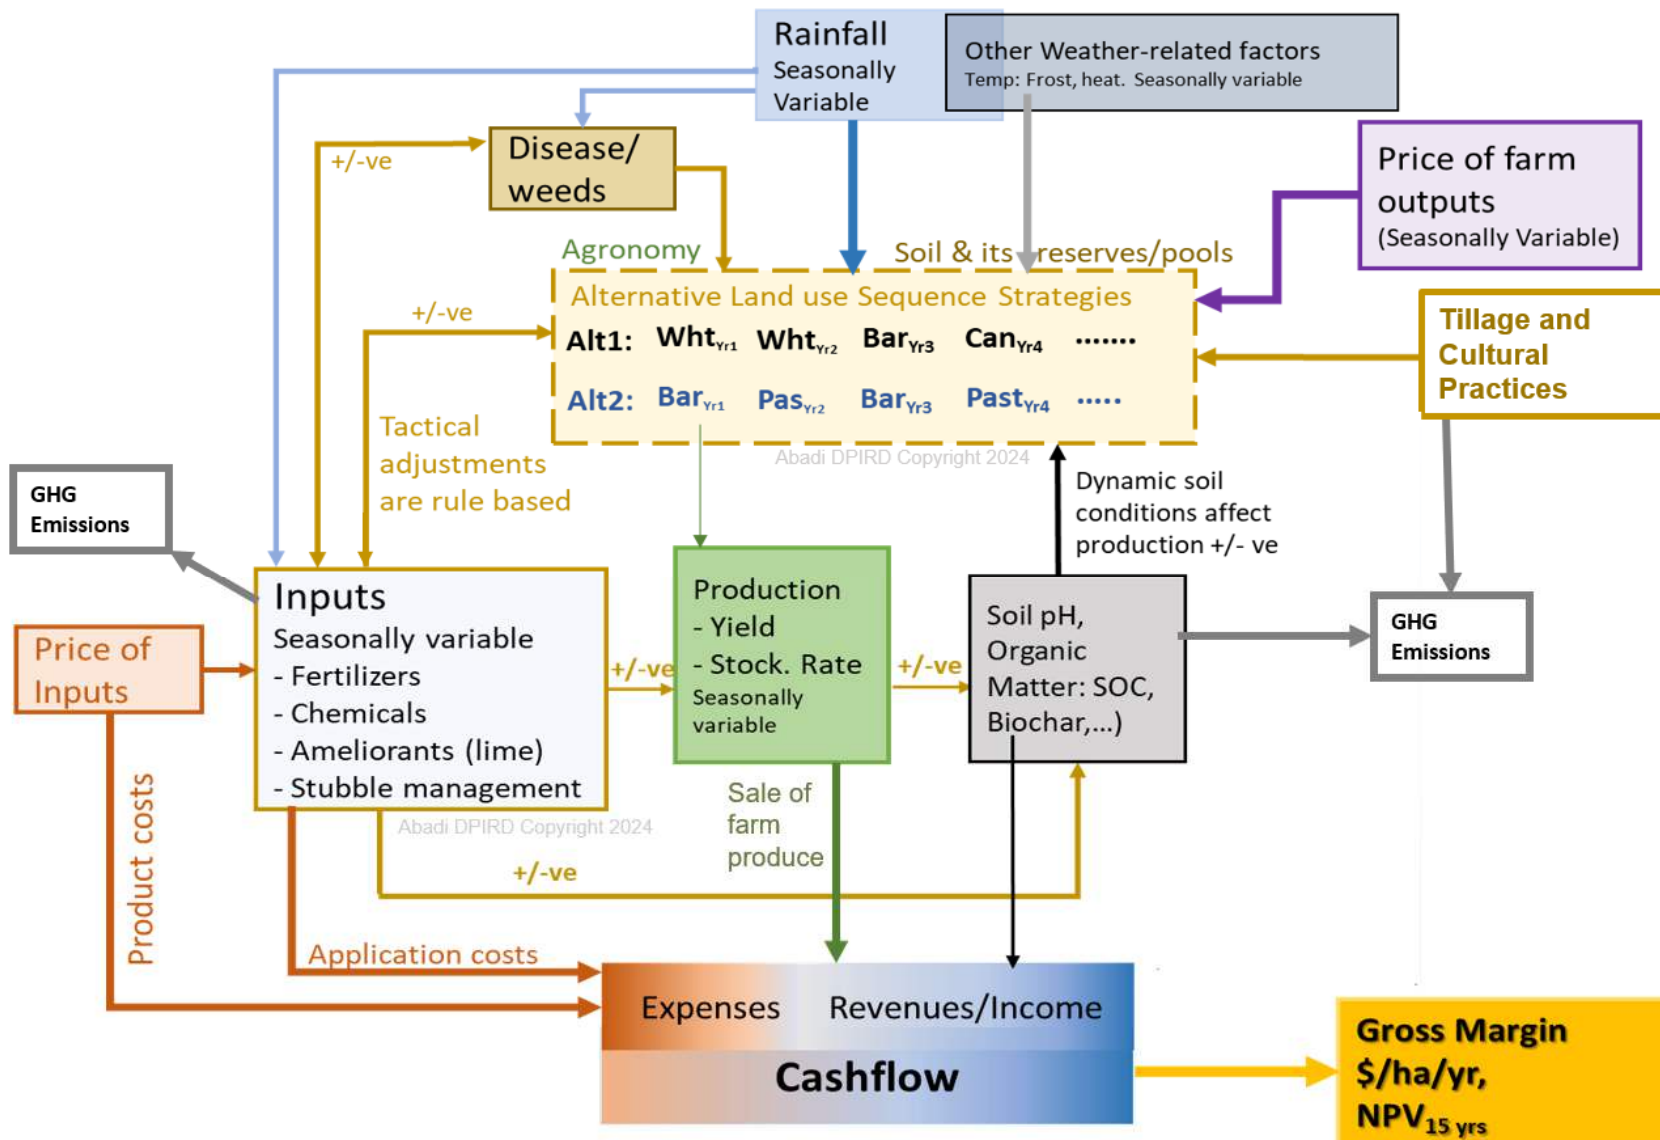 Rainfall
Seasonally
Variable
Other Weather-related factors
Temp: Frost, heat. Seasonally variable
Disease/
weeds
+/-ve
Price of farm
outputs
(Seasonally Variable)
Agronomy
Soil & its reserves/pools
Alternative Land use Sequence Strategies
Alt1: WhtYr1 WhtYr2 BarYr3 CanYr4 .......
Alt2: BarYr1 PasYr2 BarYr3 PastYr4 .....
+/-ve
Tillage and
Cultural
Practices
Tactical
adjustments
are rule based
Abadi DPIRD Copyright 2024
Dynamic soil
conditions affect
production +/- ve
GHG
Emissions
Inputs
Seasonally variable
- Fertilizers
- Chemicals
- Ameliorants (lime)
- Stubble management
Price of
Inputs
+/-ve
Production
- Yield
- Stock. Rate
Seasonally
variable
+/-ve
Soil pH,
Organic
Matter: SOC,
Biochar,...)
GHG
Emissions
Product costs
Abadi DPIRD Copyright 2024
Sale of
farm
produce
+/-ve
Application costs
Expenses Revenues/Income
Cashflow
Gross Margin
$/ha/yr,
NPV15 yrs